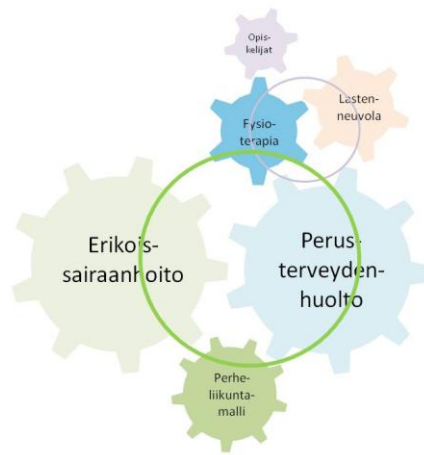 Opis-
kelijat
Lasten-
neuvola
Fysio-
terapia
Erikois-
sairaanhoito
Perus-
terveyden-
huolto
Perhe-
liikunta-
malli